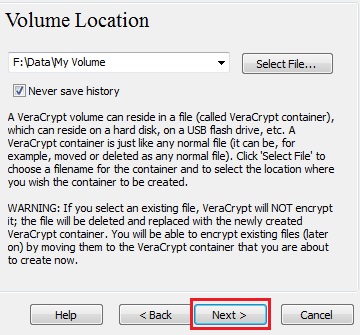 Volume Location
F:\Data\My Volume
Select File...
Never save history
A VeraCrypt volume can reside in a file (called VeraCrypt container),
which can reside on a hard disk, on a USB flash drive, etc. A
VeraCrypt container is just like any normal file (it can be, for
example, moved or deleted as any normal file). Click 'Select File' to
choose a filename for the container and to select the location where
you wish the container to be created.
WARNING: If you select an existing file, VeraCrypt will NOT encrypt
it; the file will be deleted and replaced with the newly created
VeraCrypt container. You will be able to encrypt existing files (later
on) by moving them to the VeraCrypt container that you are about
to create now.
Help
< Back
Next >
Cancel